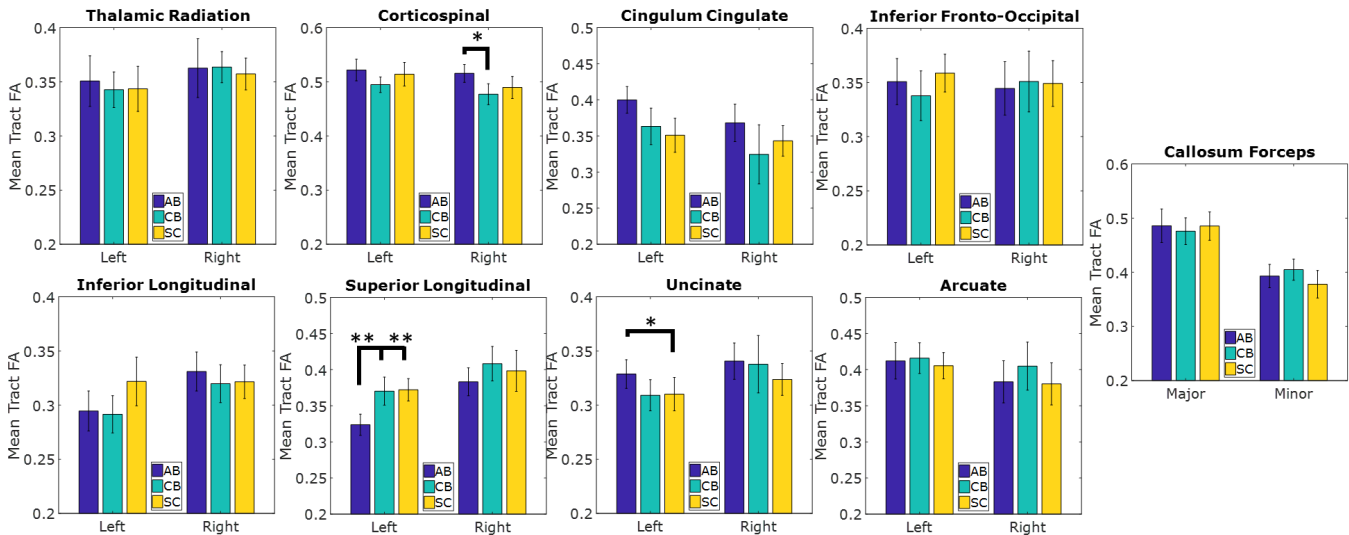 Thalamic Radiation
Mean Tract FA
0.4
0.35
0.3
0.25
0.2
AB
CB
SC
Left
Right
Corticospinal
Mean Tract FA
0.6
0.5
0.4
0.3
0.2
*
AB
CB
SC
Left
Right
Cingulum Cingulate
Mean Tract FA
0.5
0.45
0.4
0.35
0.3
0.25
0.2
AB
CB
SC
Left
Right
Inferior Fronto-Occipital
Mean Tract FA
0.4
0.35
0.3
0.25
0.2
AB
CB
SC
Left
Right
Callosum Forceps
Mean Tract FA
0.6
0.5
0.4
0.3
0.2
AB
CB
SC
Major
Minor
Inferior Longitudinal
Mean Tract FA
0.4
0.35
0.3
0.25
0.2
AB
CB
SC
Left
Right
Superior Longitudinal
Mean Tract FA
0.5
0.45
0.4
0.35
0.3
0.25
0.2
** **
AB
CB
SC
Left
Right
Uncinate
Mean Tract FA
0.4
0.35
0.3
0.25
0.2
*
AB
CB
SC
Left
Right
Arcuate
Mean Tract FA
0.5
0.45
0.4
0.35
0.3
0.25
0.2
AB
CB
SC
Left
Right